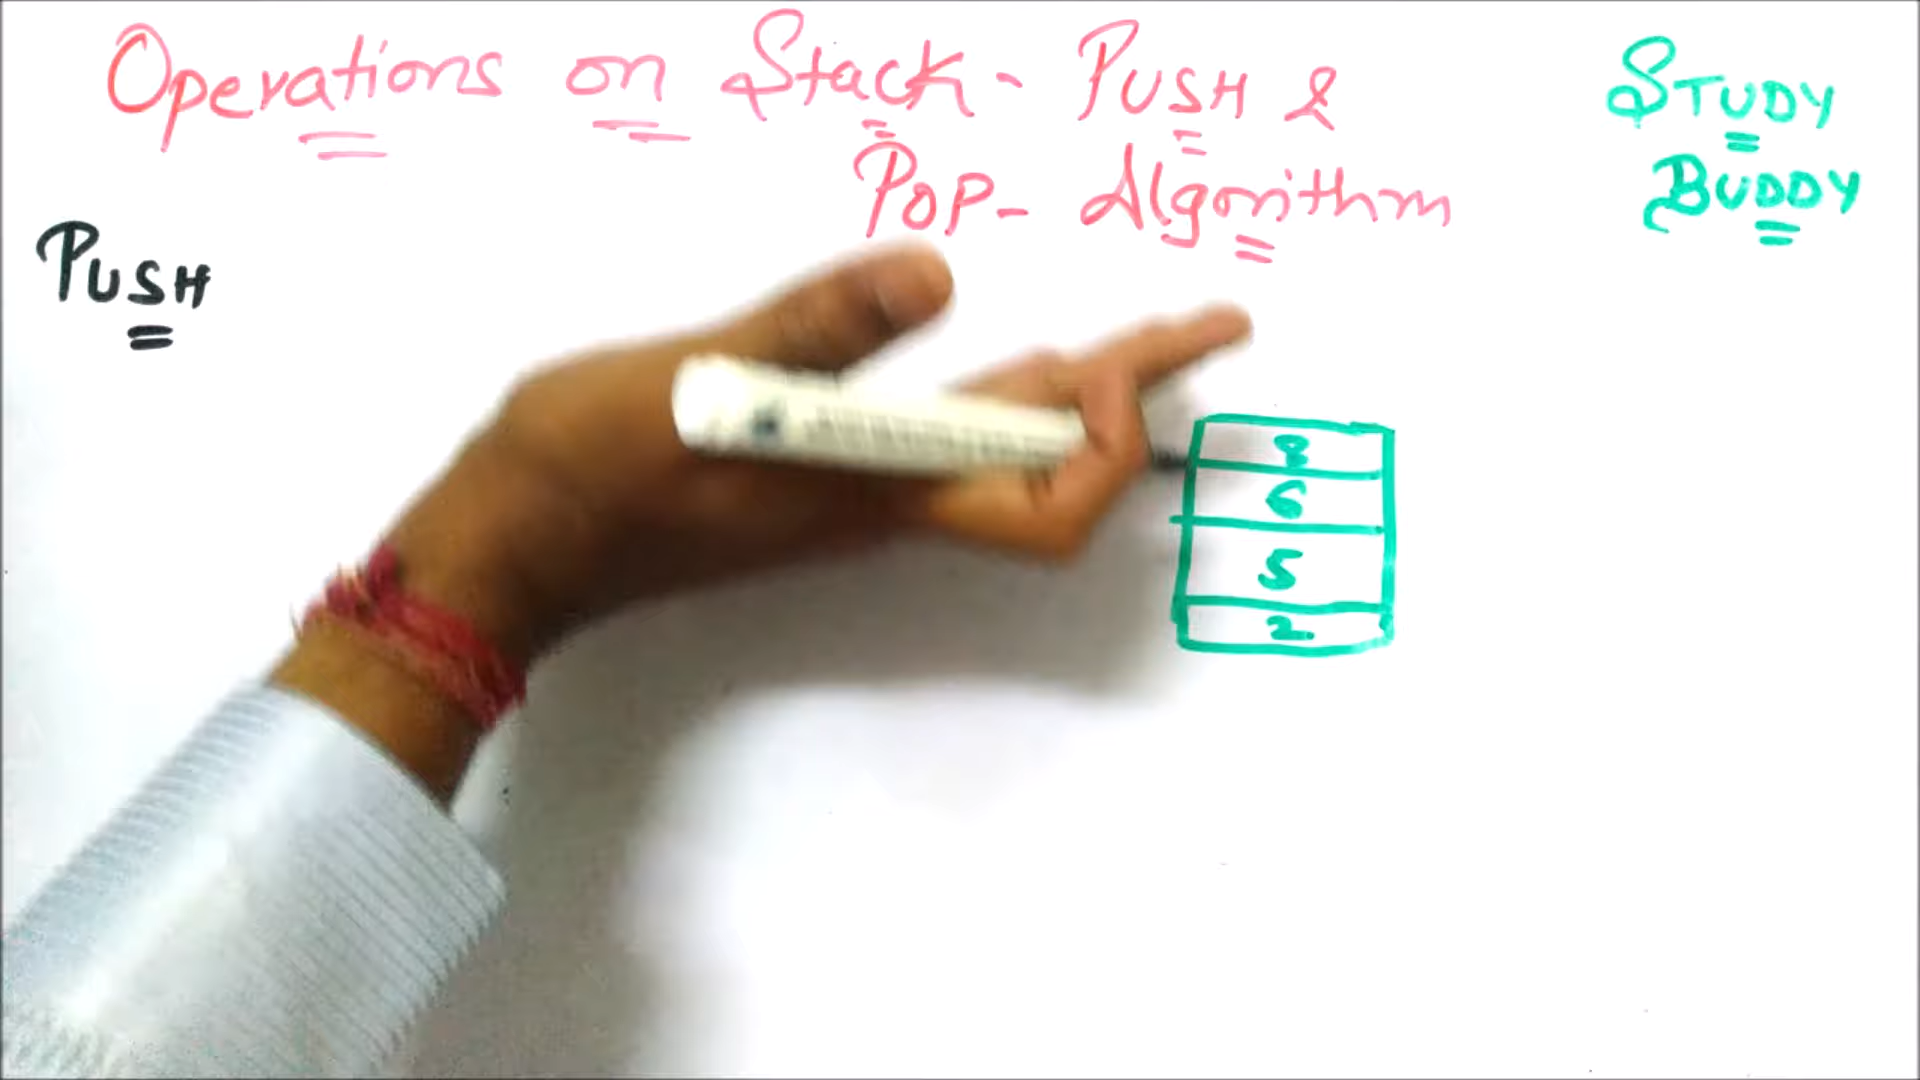 Operations on Stack - PUSH &
POP - Algorithm
STUDY
BUDDY
PUSH
8
6
5
2